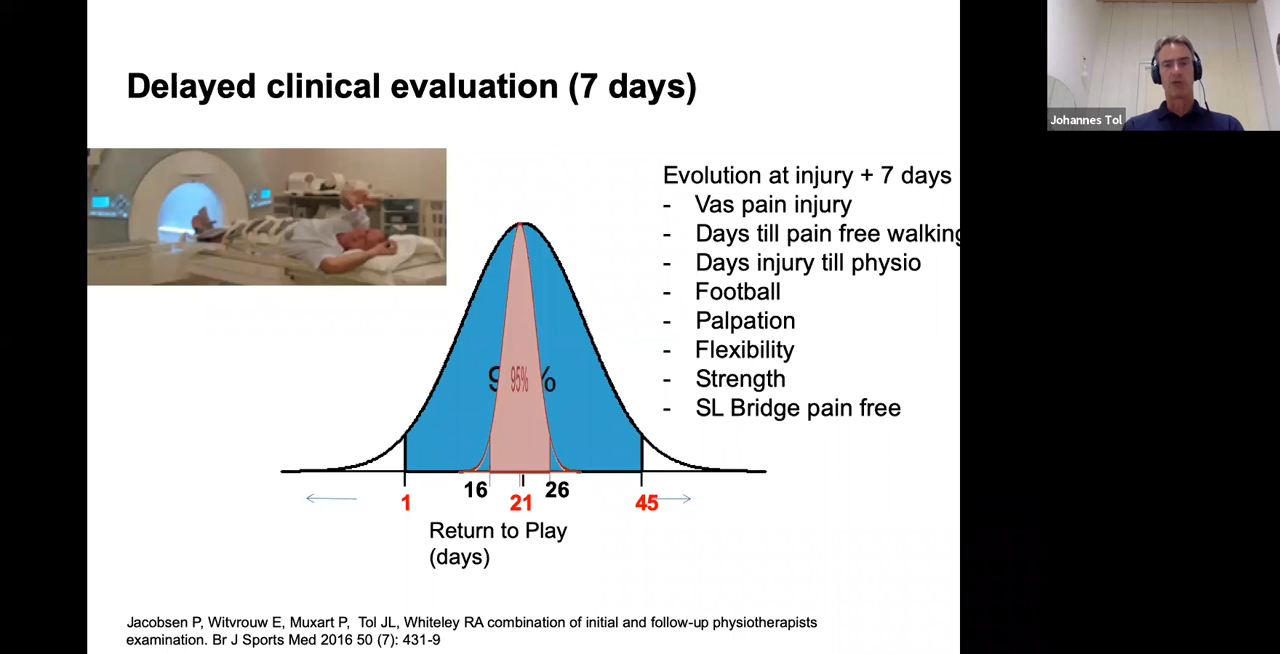 Delayed clinical evaluation (7 days)
Johannes Tol
Evolution at injury + 7 days
- Vas pain injury
- Days till pain free walking
- Days injury till physio
- Football
- Palpation
- Flexibility
- Strength
- SL Bridge pain free
95%
1
16
21
26
45
Return to Play
(days)
Jacobsen P, Witvrouw E, Muxart P, Tol JL, Whiteley RA combination of initial and follow-up physiotherapists
examination. Br J Sports Med 2016 50 (7): 431-9